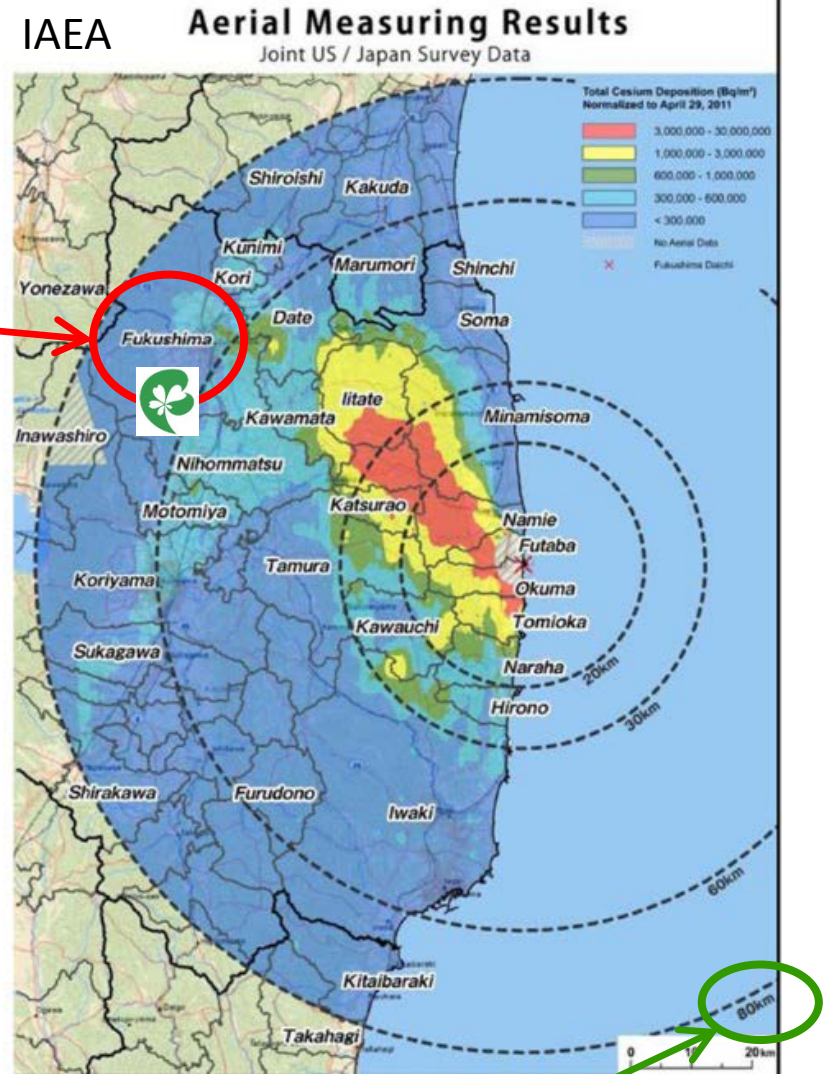 IAEA
Aerial Measuring Results
Joint US / Japan Survey Data
Total Cesium Deposition (Bq/m²)
Normalized to April 29, 2011
3,000,000 - 30,000,000
1,000,000 - 3,000,000
600,000 - 1,000,000
300,000 - 600,000
< 300,000
No Aerial Data
Fukushima Daiichi
Shiroishi
Kakuda
Kunimi
Kori
Marumori
Shinchi
Yonezawa
Date
Soma
Fukushima
Iitate
Kawamata
Minamisoma
Inawashiro
Nihommatsu
Motomiya
Katsurao
Namie
Futaba
Tamura
Koriyama
Okuma
Kawauchi
Tomioka
Sukagawa
Naraha
20km
Hirono
30km
Shirakawa
Furudono
Iwaki
60km
Kitaibaraki
80km
Takahagi
0 10 20km